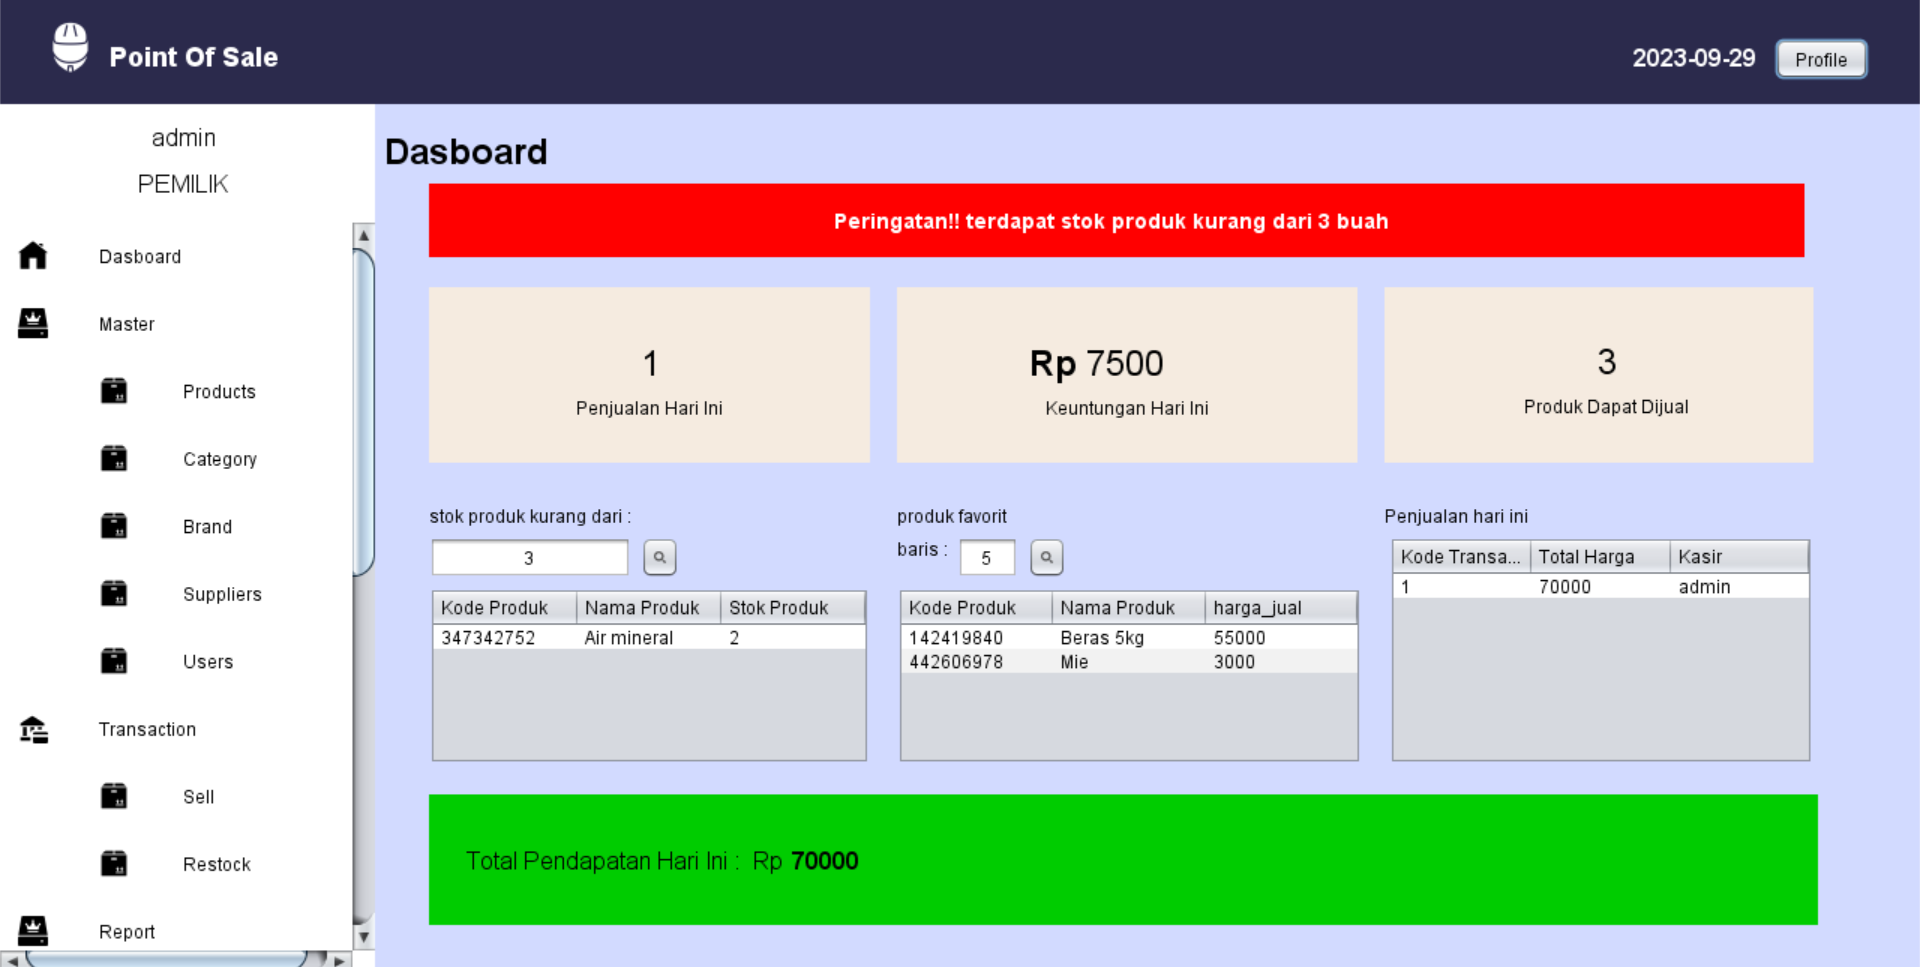 Point Of Sale
2023-09-29
Profile
admin
PEMILIK
Dasboard
Master
Products
Category
Brand
Suppliers
Users
Transaction
Sell
Restock
Report
Dasboard
Peringatan!! terdapat stok produk kurang dari 3 buah
1
Penjualan Hari Ini
Rp 7500
Keuntungan Hari Ini
3
Produk Dapat Dijual
stok produk kurang dari :
3
Kode Produk Nama Produk Stok Produk
347342752 Air mineral 2
produk favorit
baris : 5
Kode Produk Nama Produk harga_jual
142419840 Beras 5kg 55000
442606978 Mie 3000
Penjualan hari ini
Kode Transa... Total Harga Kasir
1 70000 admin
Total Pendapatan Hari Ini : Rp 70000